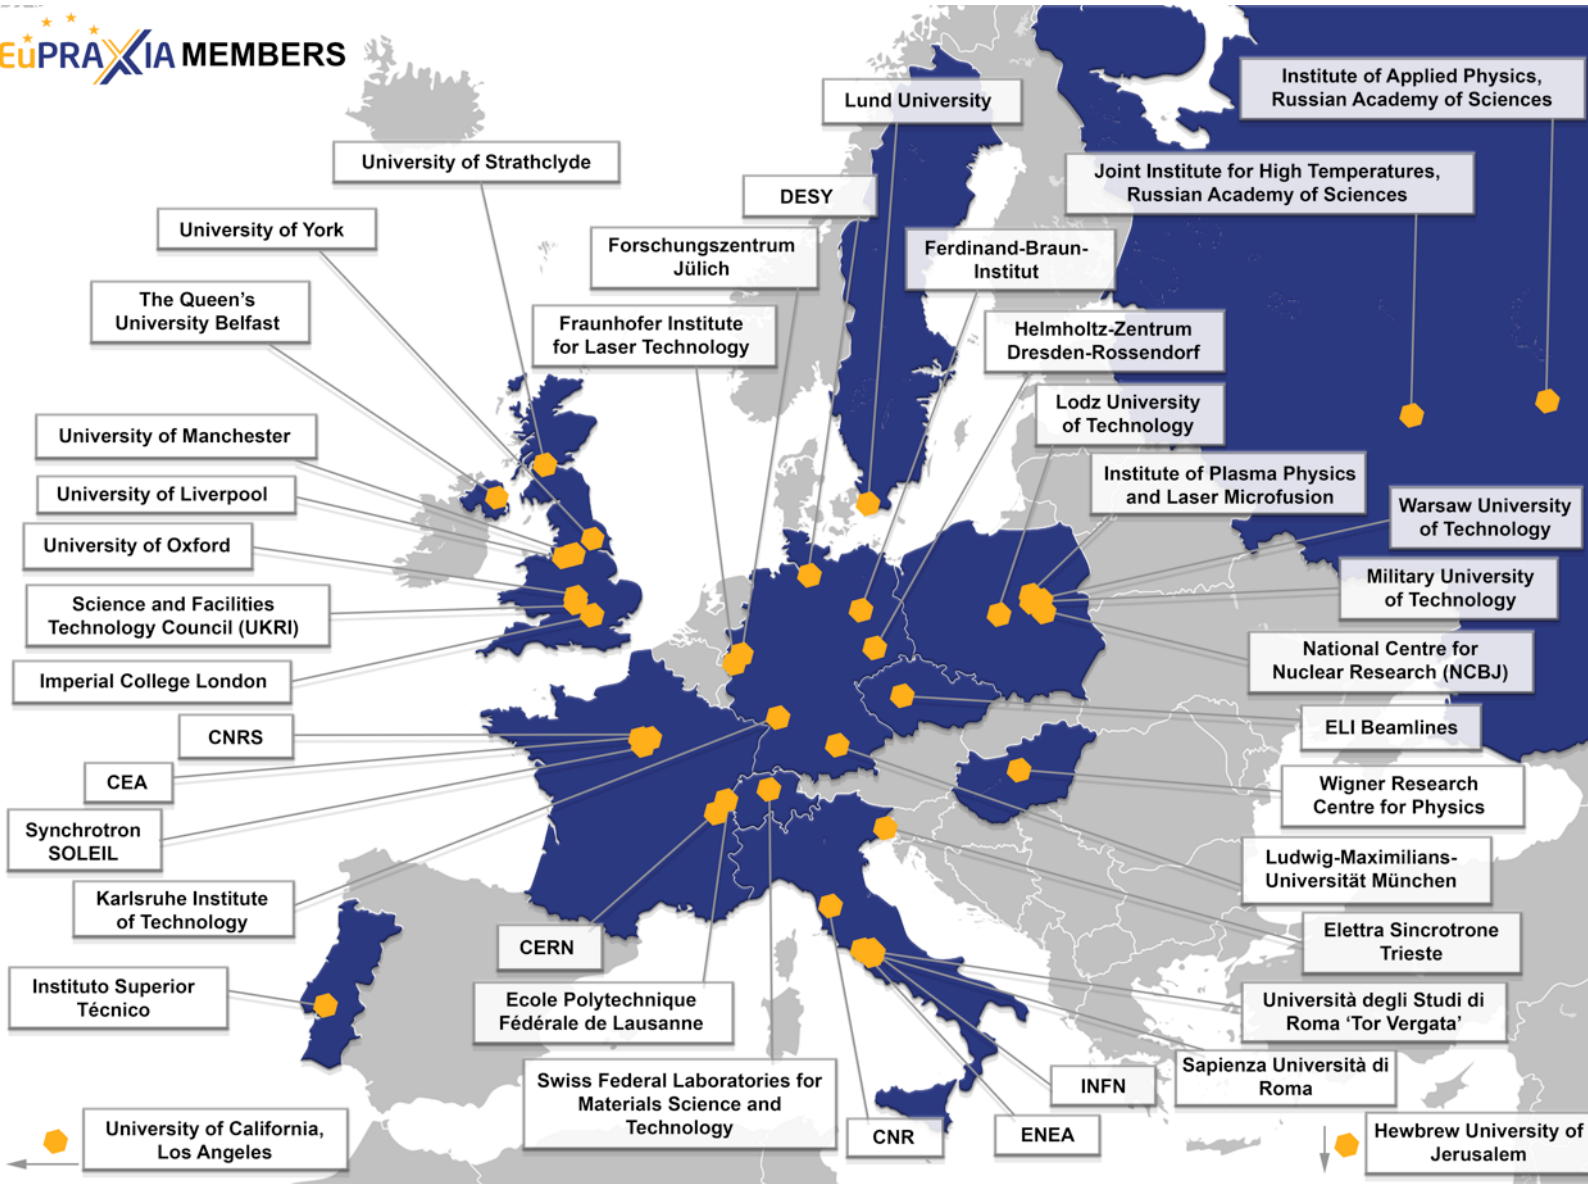 EuPRAXIA MEMBERS
Institute of Applied Physics,
Russian Academy of Sciences
Lund University
University of Strathclyde
Joint Institute for High Temperatures,
Russian Academy of Sciences
DESY
University of York
Forschungszentrum
Jülich
Ferdinand-Braun-
Institut
The Queen's
University Belfast
Fraunhofer Institute
for Laser Technology
Helmholtz-Zentrum
Dresden-Rossendorf
Lodz University
of Technology
University of Manchester
Institute of Plasma Physics
and Laser Microfusion
University of Liverpool
Warsaw University
of Technology
University of Oxford
Military University
of Technology
Science and Facilities
Technology Council (UKRI)
National Centre for
Nuclear Research (NCBJ)
Imperial College London
ELI Beamlines
CNRS
CEA
Wigner Research
Centre for Physics
Synchrotron
SOLEIL
Ludwig-Maximilians-
Universität München
Karlsruhe Institute
of Technology
Elettra Sincrotrone
Trieste
CERN
Instituto Superior
Técnico
Ecole Polytechnique
Fédérale de Lausanne
Università degli Studi di
Roma 'Tor Vergata'
Swiss Federal Laboratories for
Materials Science and
Technology
INFN
Sapienza Università di
Roma
University of California,
Los Angeles
CNR
ENEA
Hewbrew University of
Jerusalem